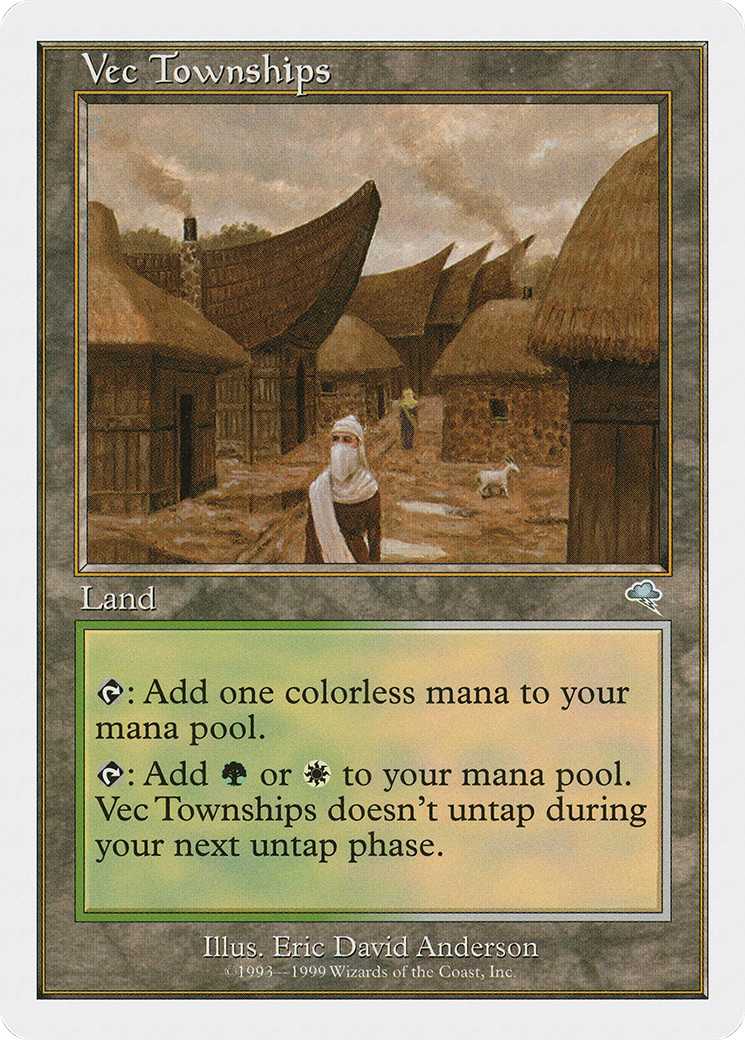 Vec Townships
Land
: Add one colorless mana to your
mana pool.
: Add or to your mana pool.
Vec Townships doesn't untap during
your next untap phase.
Illus. Eric David Anderson
©1993—1999 Wizards of the Coast, Inc.